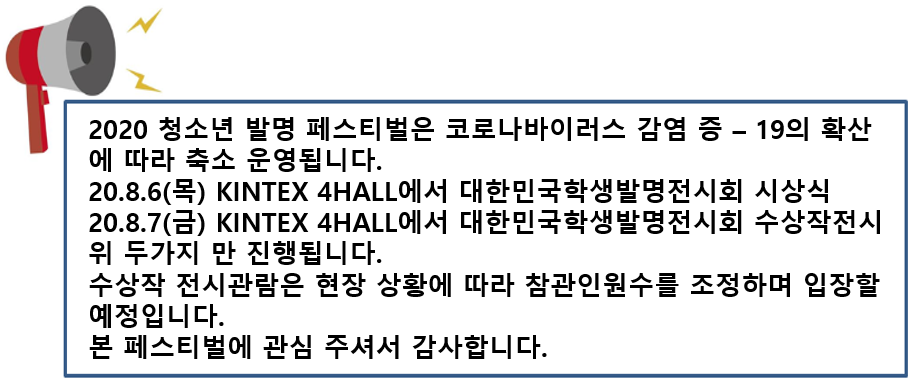 2020 청소년 발명 페스티벌은 코로나바이러스 감염 증 – 19의 확산
에 따라 축소 운영됩니다.
20.8.6(목) KINTEX 4HALL에서 대한민국학생발명전시회 시상식
20.8.7(금) KINTEX 4HALL에서 대한민국학생발명전시회 수상작전시
위 두가지 만 진행됩니다.
수상작 전시관람은 현장 상황에 따라 참관인원수를 조정하며 입장할
예정입니다.
본 페스티벌에 관심 주셔서 감사합니다.